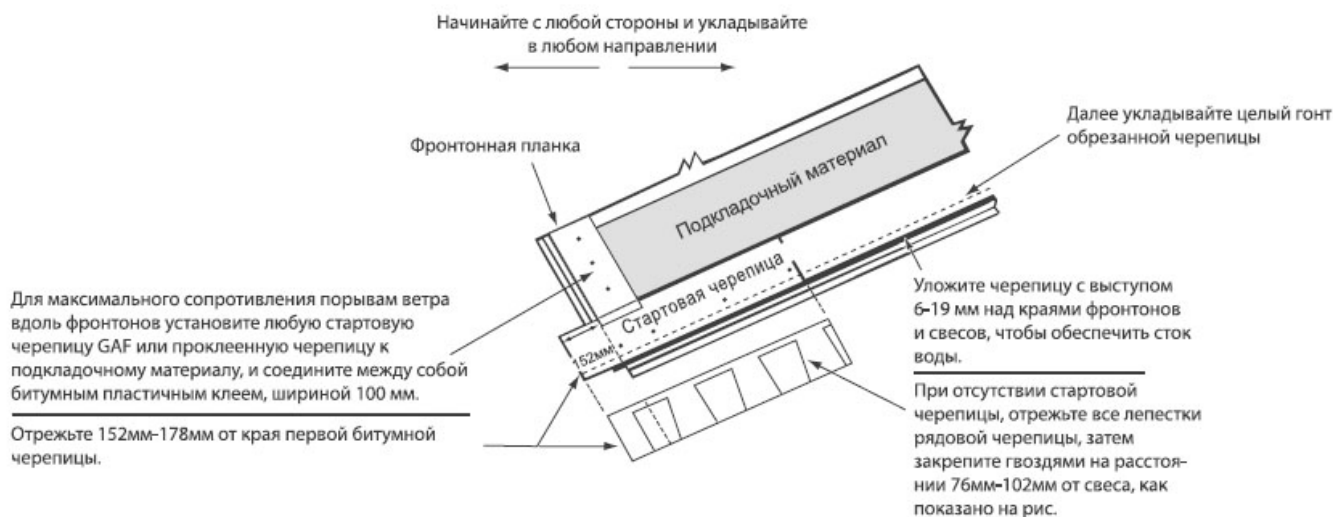 Начинайте с любой стороны и укладывайте
в любом направлении
Далее укладывайте целый гонт
обрезанной черепицы
Фронтонная планка
Подкладочный материал
Стартовая черепица
152мм
Для максимального сопротивления порывам ветра
вдоль фронтонов установите любую стартовую
черепицу GAF или проклеенную черепицу к
подкладочному материалу, и соедините между собой
битумным пластичным клеем, шириной 100 мм.
Отрежьте 152мм-178мм от края первой битумной
черепицы.
Уложите черепицу с выступом
6-19 мм над краями фронтонов
и свесов, чтобы обеспечить сток
воды.
При отсутствии стартовой
черепицы, отрежьте все лепестки
рядовой черепицы, затем
закрепите гвоздями на расстоя-
нии 76мм-102мм от свеса, как
показано на рис.